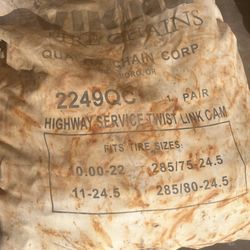 TIRE CHAINS
QUALITY CHAIN CORP
2249QC 1 PAIR
HIGHWAY SERVICE TWIST LINK CAM
FITS TIRE SIZES:
10:00-22 285/75-24.5
11-24.5 285/80-24.5